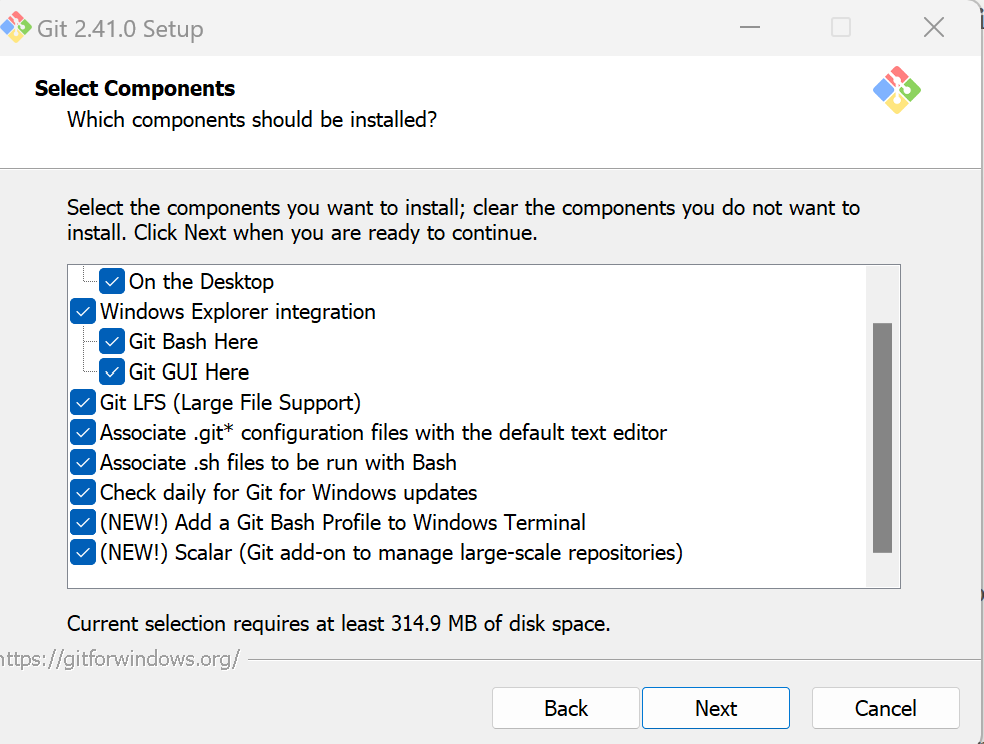 Git 2.41.0 Setup
Select Components
Which components should be installed?
Select the components you want to install; clear the components you do not want to
install. Click Next when you are ready to continue.
On the Desktop
Windows Explorer integration
Git Bash Here
Git GUI Here
Git LFS (Large File Support)
Associate .git* configuration files with the default text editor
Associate .sh files to be run with Bash
Check daily for Git for Windows updates
(NEW!) Add a Git Bash Profile to Windows Terminal
(NEW!) Scalar (Git add-on to manage large-scale repositories)
Current selection requires at least 314.9 MB of disk space.
https://gitforwindows.org/
Back
Next
Cancel